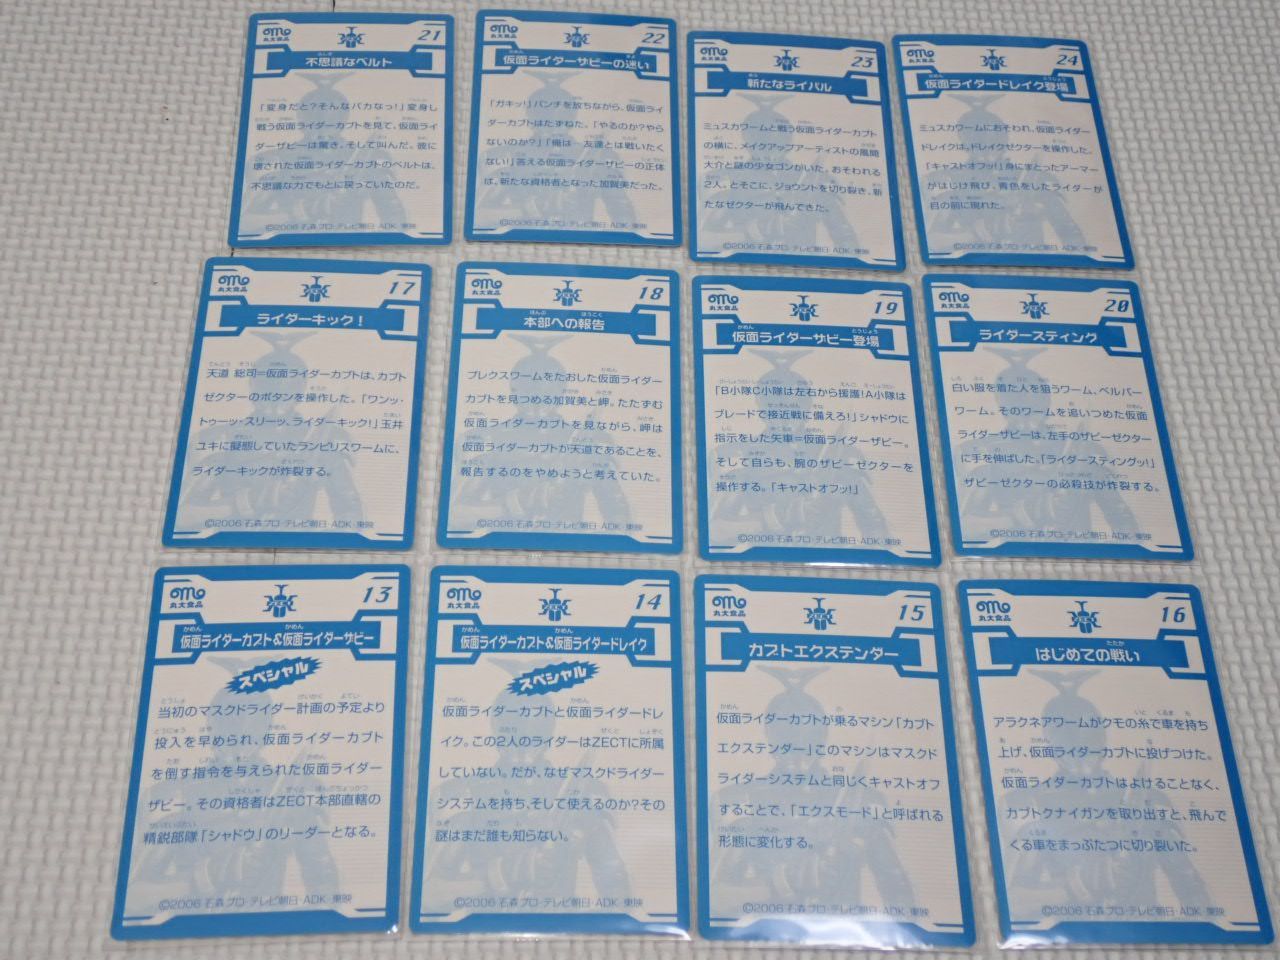 丸大食品
21
ふしぎ
不思議なベルト
「変身だと?そんなバカなっ!」変身し
戦う仮面ライダーカブトを見て、仮面ライ
ダーザビーは驚き、そして叫んだ。彼に
壊された仮面ライダーカブトのベルトは、
不思議な力でもとに戻っていたのだ。
©2006 石森プロ・テレビ朝日・ADK・東映
丸大食品
22
仮面ライダーザビーの迷い
「ガキッ!」パンチを放ちながら、仮面ライ
ダーカブトはたずねた。「やるのか?やら
ないのか?」「俺は…友達とは戦いたく
ない!」答える仮面ライダーザビーの正体
は、新たな資格者となった加賀美だった。
©2006 石森プロ・テレビ朝日・ADK・東映
丸大食品
23
新たなライバル
ミュスカワームと戦う仮面ライダーカブト
の横に、メイクアップアーティストの風間
大介と謎の少女ゴンがいた。おそわれる
2人。とそこに、ジョウントを切り裂き、新
たなゼクターが飛んできた。
©2006 石森プロ・テレビ朝日・ADK・東映
丸大食品
24
仮面ライダードレイク登場
ミュスカワームにおそわれ、仮面ライダー
ドレイクは、ドレイクゼクターを操作した。
「キャストオフッ!」身にまとったアーマー
がはじけ飛び、青色をしたライダーが
目の前に現れた。
©2006 石森プロ・テレビ朝日・ADK・東映
丸大食品
17
ライダーキック!
天道 総司=仮面ライダーカブトは、カブト
ゼクターのボタンを操作した。「ワンッ・
トゥーッ・スリーッ、ライダーキック!」玉井
ユキに擬態していたランピリスワームに、
ライダーキックが炸裂する。
©2006 石森プロ・テレビ朝日・ADK・東映
丸大食品
18
ほんぶ ほうこく
本部への報告
プレクスワームをたおした仮面ライダー
カブトを見つめる加賀美と岬。たたずむ
仮面ライダーカブトを見ながら、岬は
仮面ライダーカブトが天道であることを、
報告するのをやめようと考えていた。
©2006 石森プロ・テレビ朝日・ADK・東映
丸大食品
19
かめん とうじょう
仮面ライダーザビー登場
「B小隊C小隊は左右から援護!A小隊は
ブレードで接近戦に備えろ!」シャドウに
指示をした矢車=仮面ライダーザビー。
そして自らも、腕のザビーゼクターを
操作する。「キャストオフッ!」
©2006 石森プロ・テレビ朝日・ADK・東映
丸大食品
20
ライダースティング
白い服を着た人を狙うワーム、ベルバー
ワーム。そのワームを追いつめた仮面
ライダーザビーは、左手のザビーゼクター
に手を伸ばした。「ライダースティングッ!」
ザビーゼクターの必殺技が炸裂する。
©2006 石森プロ・テレビ朝日・ADK・東映
丸大食品
13
かめん かめん
仮面ライダーカブト&仮面ライダーザビー
スペシャル
当初のマスクドライダー計画の予定より
投入を早められ、仮面ライダーカブト
を倒す指令を与えられた仮面ライダー
ザビー。その資格者はZECT本部直轄の
精鋭部隊「シャドウ」のリーダーとなる。
©2006 石森プロ・テレビ朝日・ADK・東映
丸大食品
14
かめん かめん
仮面ライダーカブト&仮面ライダードレイク
スペシャル
仮面ライダーカブトと仮面ライダードレ
イク。この2人のライダーはZECTに所属
していない。だが、なぜマスクドライダー
システムを持ち、そして使えるのか?その
謎はまだ誰も知らない。
©2006 石森プロ・テレビ朝日・ADK・東映
丸大食品
15
カブトエクステンダー
仮面ライダーカブトが乗るマシン「カブト
エクステンダー」このマシンはマスクド
ライダーシステムと同じくキャストオフ
することで、「エクスモード」と呼ばれる
形態に変化する。
©2006 石森プロ・テレビ朝日・ADK・東映
丸大食品
16
たたか
はじめての戦い
アラクネアワームがクモの糸で車を持ち
上げ、仮面ライダーカブトに投げつけた。
仮面ライダーカブトはよけることなく、
カブトクナイガンを取り出すと、飛んで
くる車をまっぷたつに切り裂いた。
©2006 石森プロ・テレビ朝日・ADK・東映